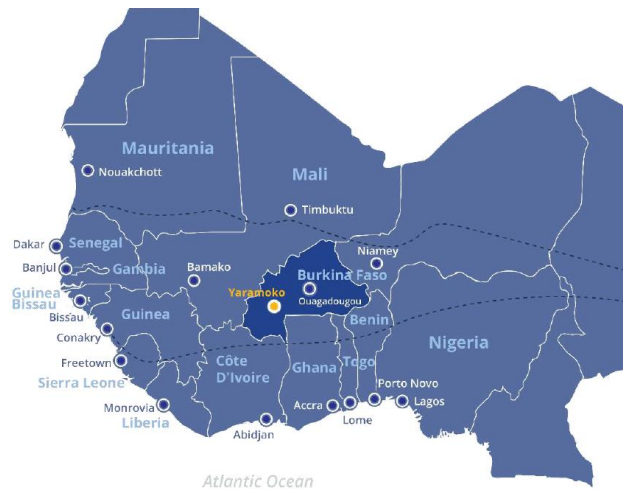 Mauritania
Nouakchott
Mali
Timbuktu
Dakar
Senegal
Niamey
Banjul
Gambia
Bamako
Burkina Faso
Guinea
Bissau
Yaramoko
Ouagadougou
Bissau
Guinea
Benin
Conakry
Nigeria
Freetown
Côte
D'Ivoire
Ghana
Togo
Sierra Leone
Porto Novo
Monrovia
Accra
Lagos
Liberia
Lome
Abidjan
Atlantic Ocean